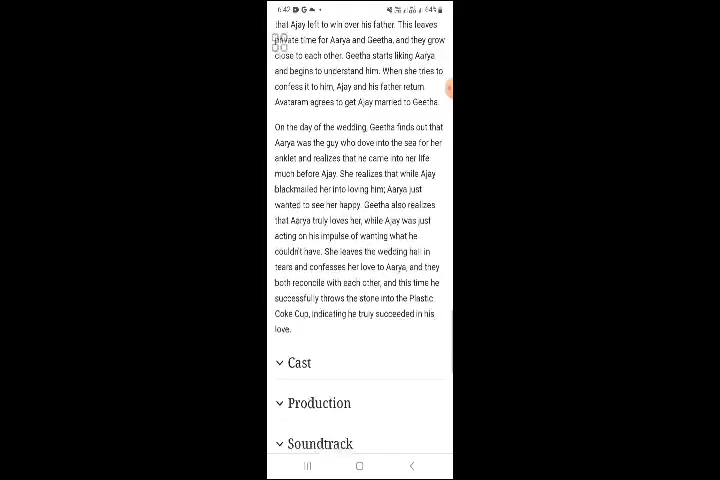 6:42
64%
that Ajay left to win over his father. This leaves
private time for Aarya and Geetha, and they grow
close to each other. Geetha starts liking Aarya
and begins to understand him. When she tries to
confess it to him, Ajay and his father return.
Avataram agrees to get Ajay married to Geetha.
On the day of the wedding, Geetha finds out that
Aarya was the guy who dove into the sea for her
anklet and realizes that he came into her life
much before Ajay. She realizes that while Ajay
blackmailed her into loving him; Aarya just
wanted to see her happy. Geetha also realizes
that Aarya truly loves her, while Ajay was just
acting on his impulse of wanting what he
couldn't have. She leaves the wedding hall in
tears and confesses her love to Aarya, and they
both reconcile with each other, and this time he
successfully throws the stone into the Plastic
Coke Cup, indicating he truly succeeded in his
love.
Cast
Production
Soundtrack